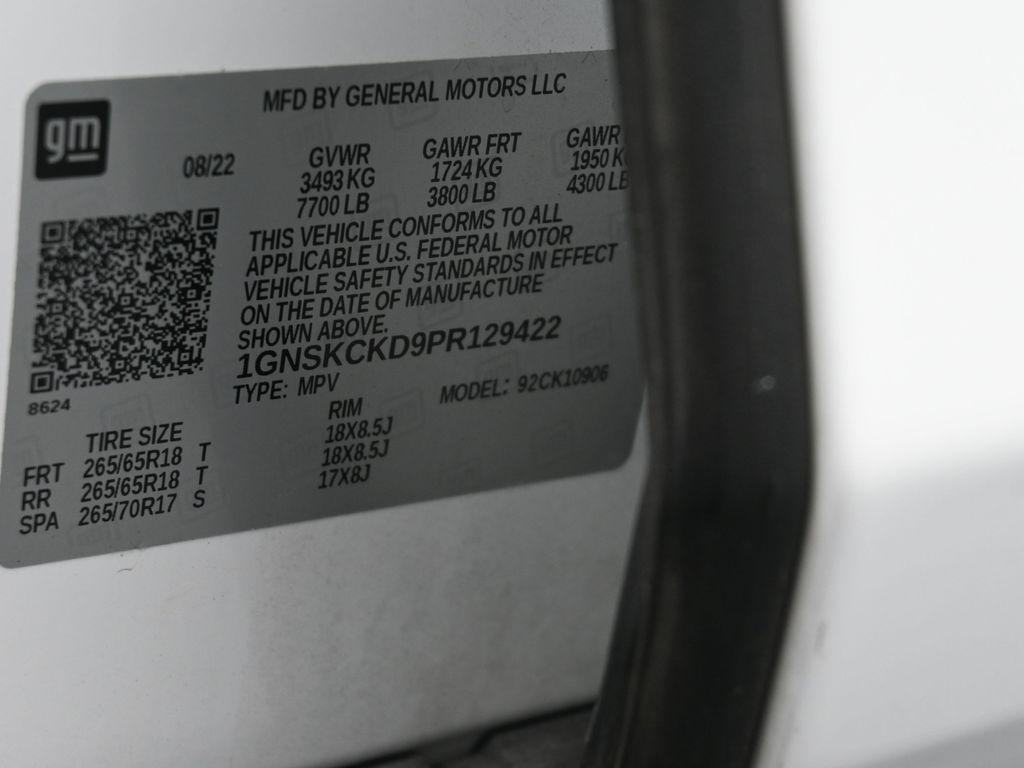 gm
MFD BY GENERAL MOTORS LLC
08/22
GVWR
3493 KG
7700 LB
GAWR FRT
1724 KG
3800 LB
GAWR
1950
4300 LB
THIS VEHICLE CONFORMS TO ALL
APPLICABLE U.S. FEDERAL MOTOR
VEHICLE SAFETY STANDARDS IN EFFECT
ON THE DATE OF MANUFACTURE
SHOWN ABOVE.
1GNSKCKD9PR129422
TYPE: MPV
MODEL: 92CK10906
8624
TIRE SIZE
RIM
FRT 265/65R18 T 18X8.5J
RR 265/65R18 T 18X8.5J
SPA 265/70R17 S 17X8J